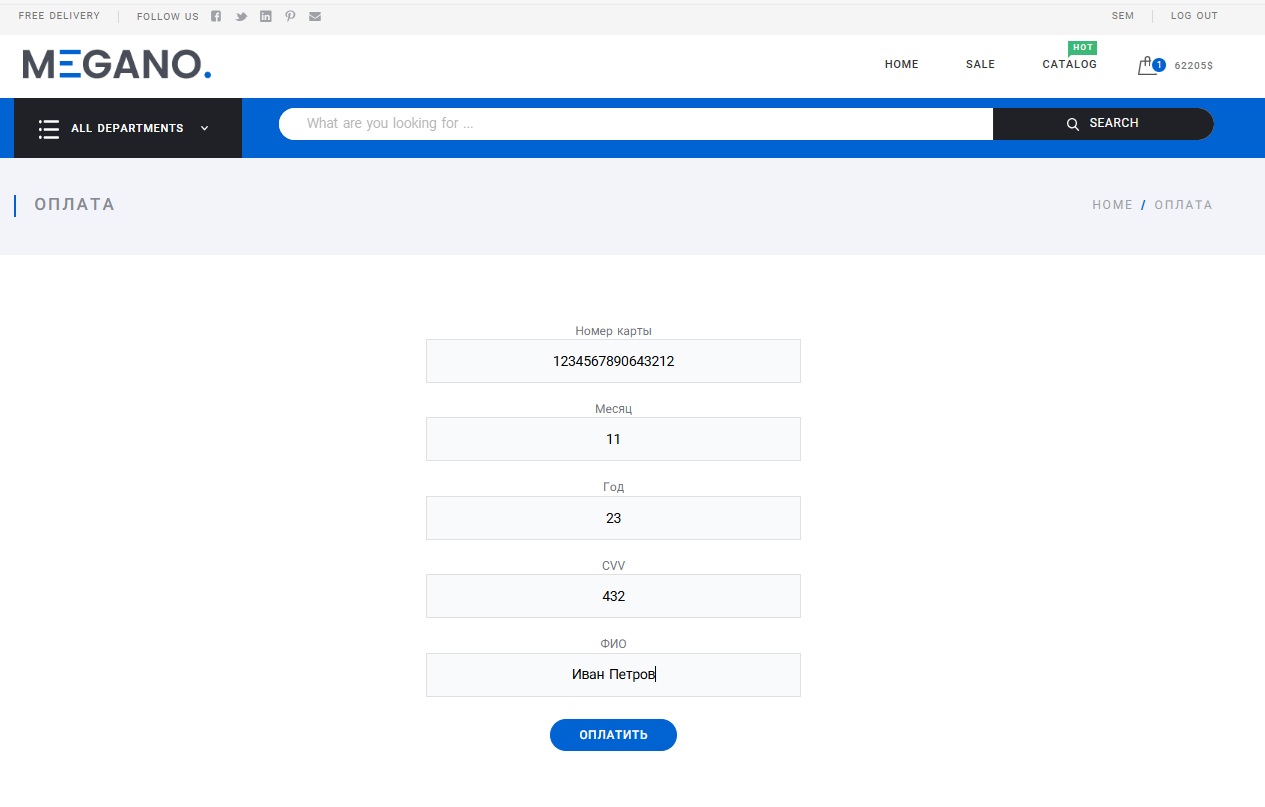 FREE DELIVERY FOLLOW US SEM LOG OUT
HOT
MEGANO. HOME SALE CATALOG 1 62205$
ALL DEPARTMENTS What are you looking for ... SEARCH
ОПЛАТА HOME / ОПЛАТА
Номер карты
1234567890643212
Месяц
11
Год
23
CVV
432
ФИО
Иван Петров
ОПЛАТИТЬ